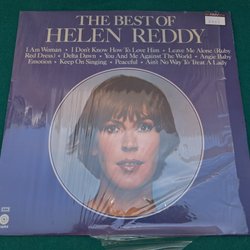 THE BEST OF
HELEN REDDY
I Am Woman • I Don't Know How To Love Him • Leave Me Alone (Ruby
Red Dress) • Delta Dawn • You And Me Against The World • Angie Baby
Emotion • Keep On Singing • Peaceful • Ain't No Way To Treat A Lady